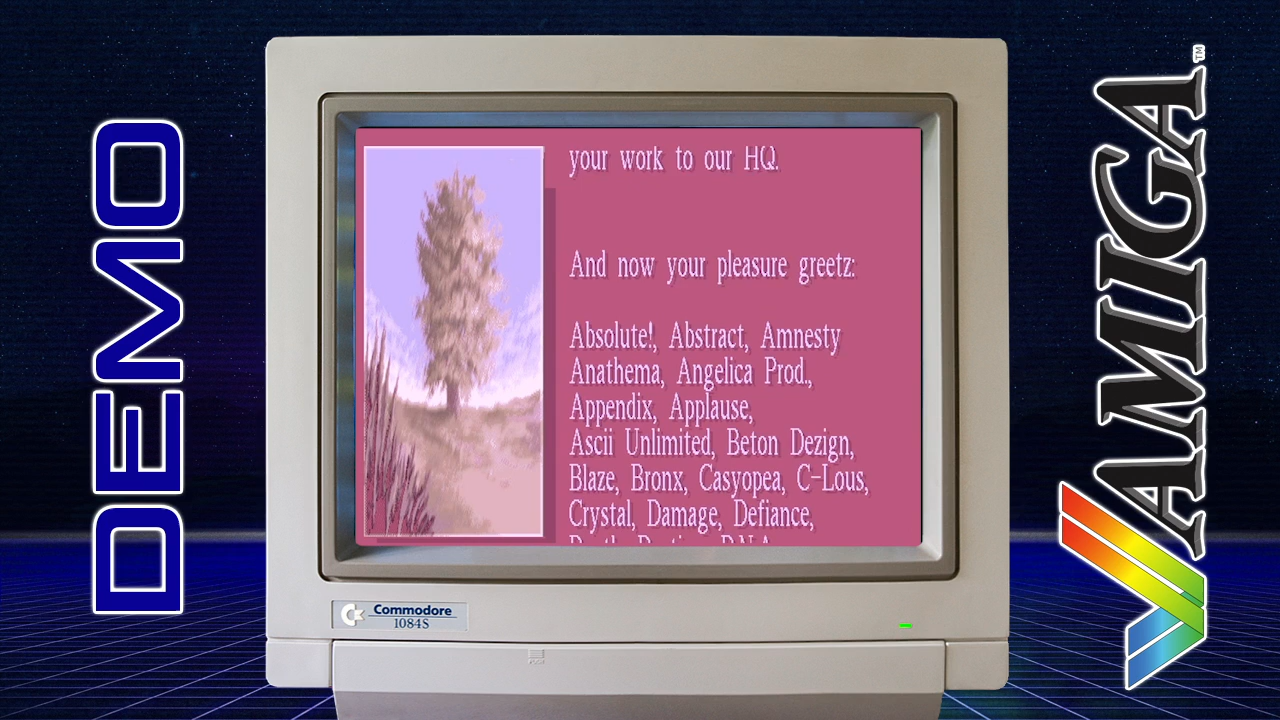 DEMO
your work to our HQ.
And now your pleasure greetz:
Absolute!, Abstract, Amnesty
Anathema, Angelica Prod.,
Appendix, Applause,
Ascii Unlimited, Beton Dezign,
Blaze, Bronx, Casyopea, C-Lous,
Crystal, Damage, Defiance,
Commodore
1084S
AMIGA
TM